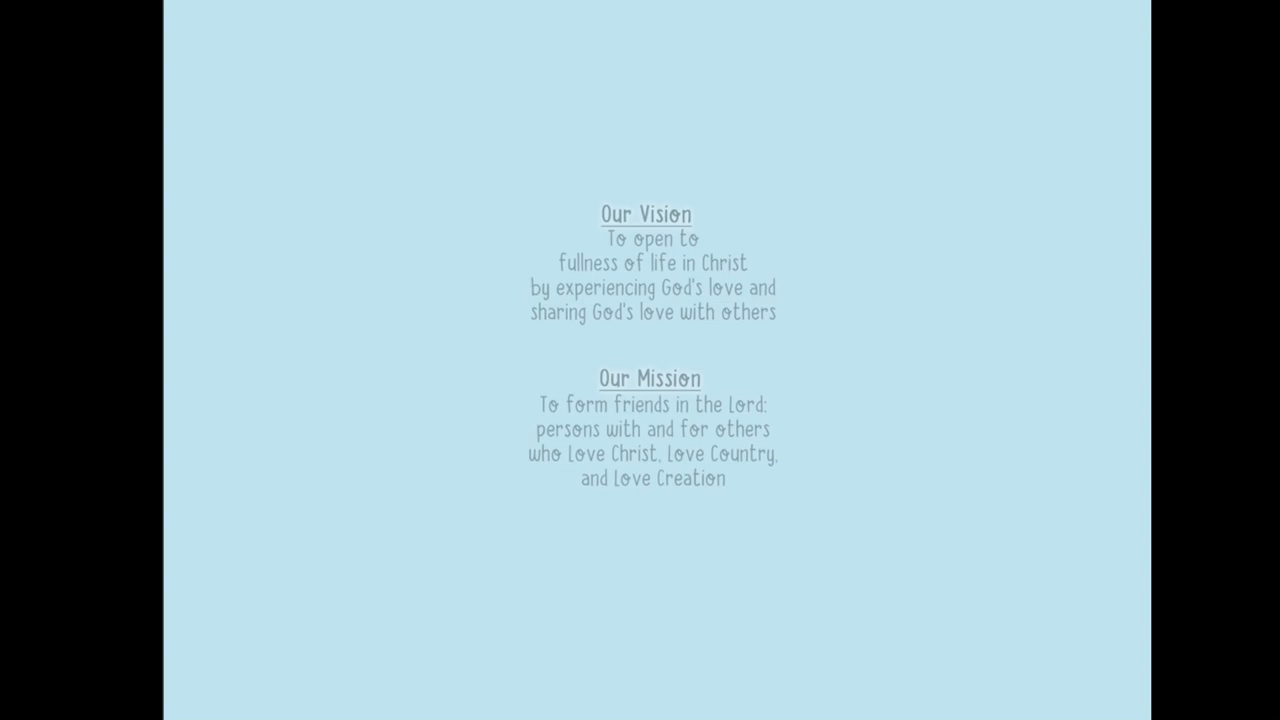 Our Vision
To open to
fullness of life in Christ
by experiencing God's love and
sharing God's love with others
Our Mission
To form friends in the Lord;
persons with and for others
who Love Christ, Love Country,
and Love Creation